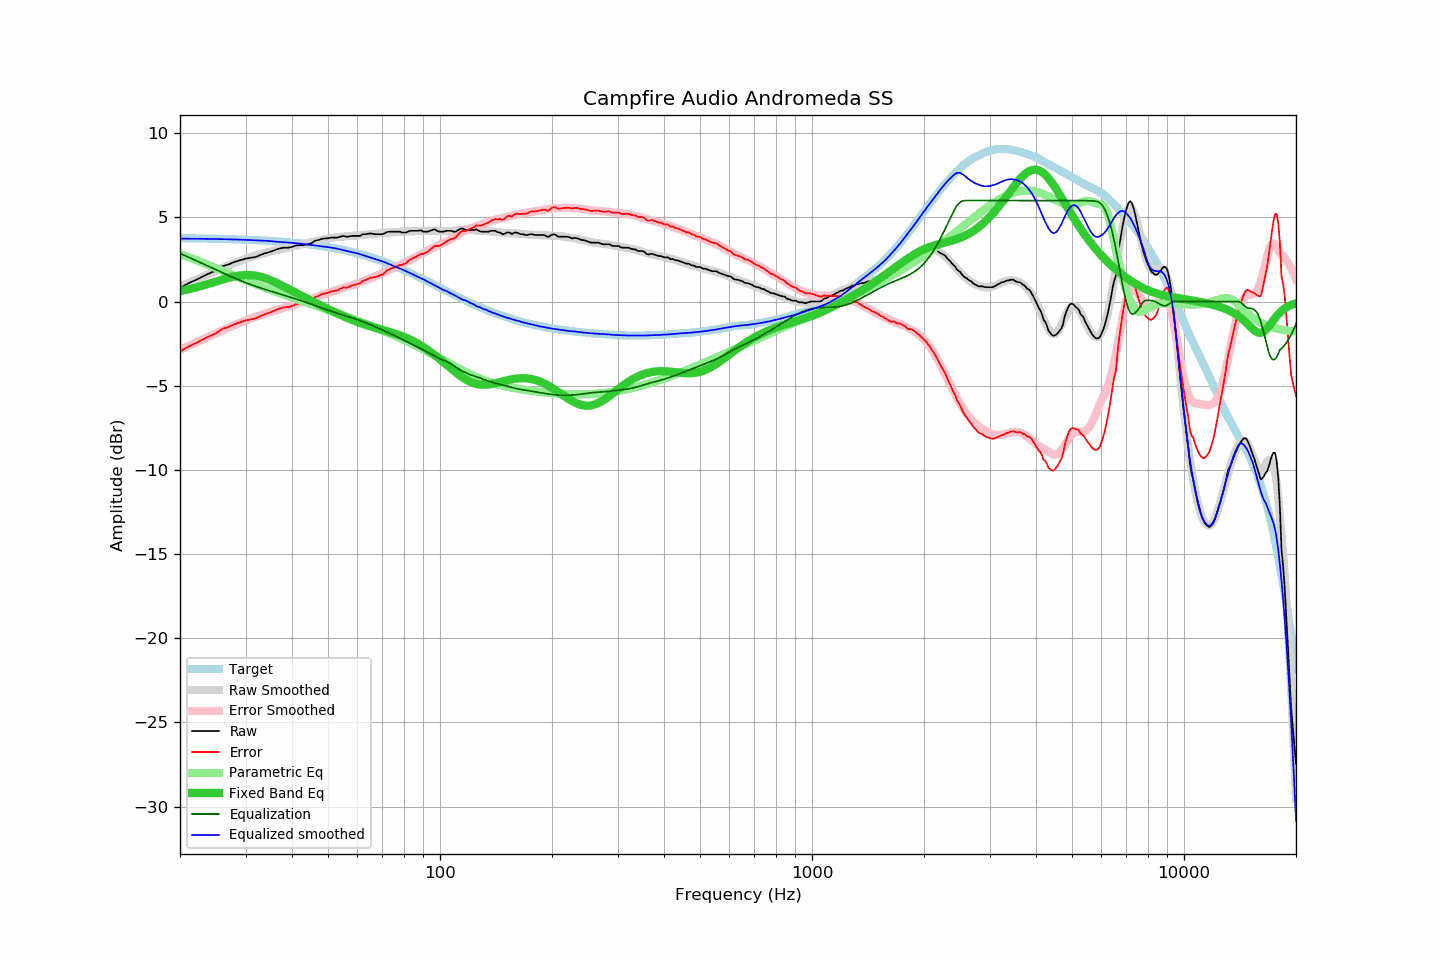 Campfire Audio Andromeda SS
10
5
0
−5
−10
−15
−20
−25
−30
Amplitude (dBr)
Target
Raw Smoothed
Error Smoothed
Raw
Error
Parametric Eq
Fixed Band Eq
Equalization
Equalized smoothed
100
1000
10000
Frequency (Hz)